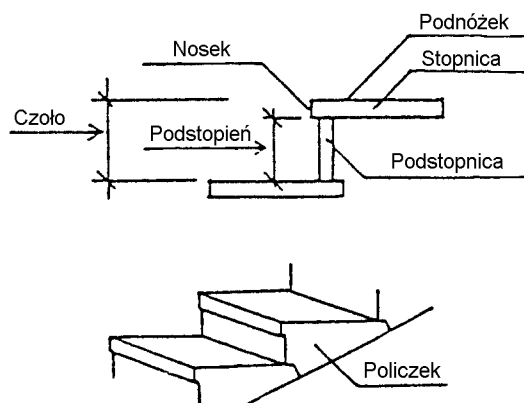 Podnóżek
Nosek
Stopnica
Czoło
Podstopień
Podstopnica
Policzek